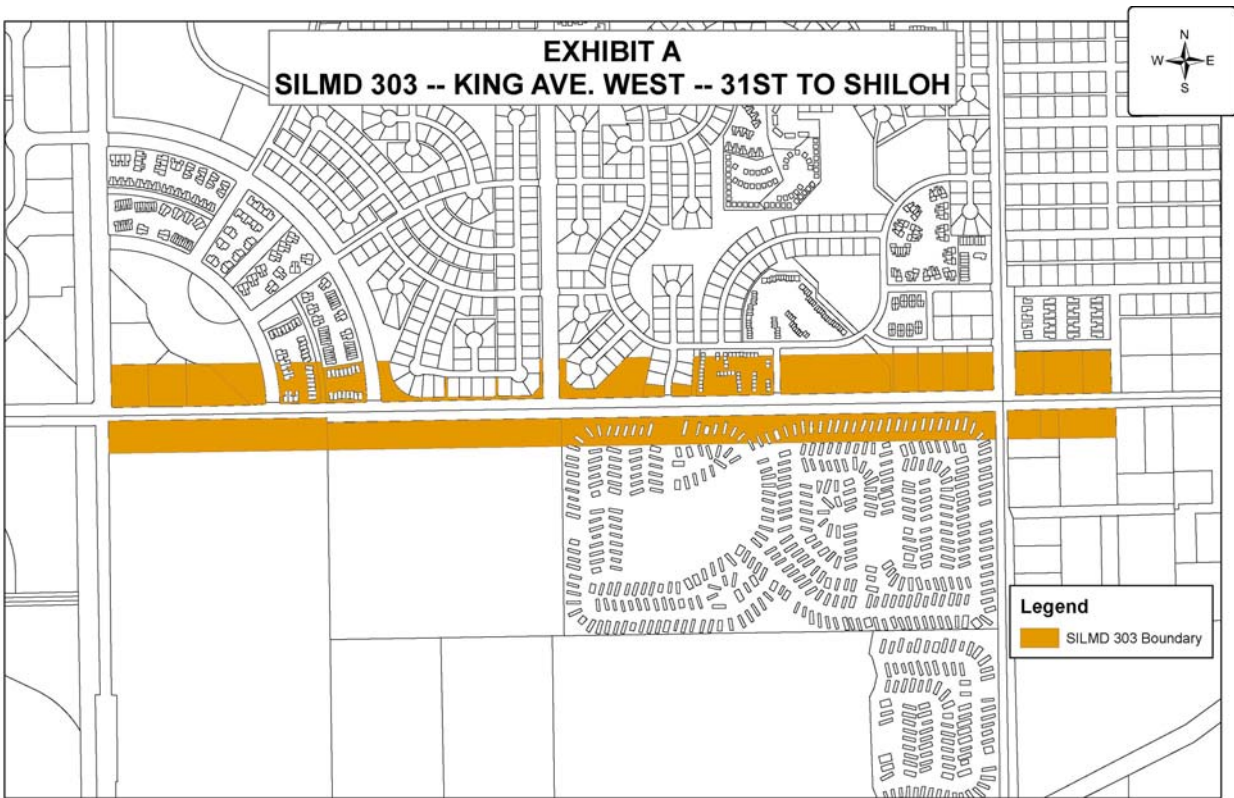 EXHIBIT A
SILMD 303 -- KING AVE. WEST -- 31ST TO SHILOH
N
W E
S
Legend
SILMD 303 Boundary